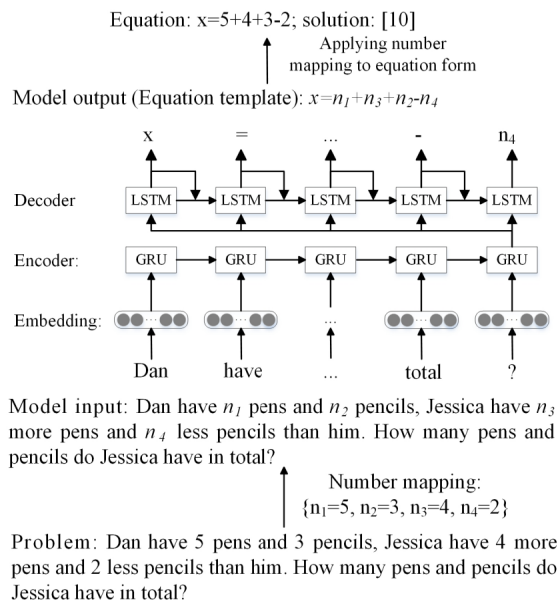 Equation: x=5+4+3-2; solution: [10]
Applying number
mapping to equation form
Model output (Equation template): x=n₁+n₃+n₂-n₄
x = ... - n₄
Decoder LSTM LSTM LSTM LSTM LSTM
Encoder: GRU GRU GRU GRU GRU
Embedding: ... ... ... ... ...
Dan have ... total ?
Model input: Dan have n₁ pens and n₂ pencils, Jessica have n₃
more pens and n₄ less pencils than him. How many pens and
pencils do Jessica have in total?
Number mapping:
{n₁=5, n₂=3, n₃=4, n₄=2}
Problem: Dan have 5 pens and 3 pencils, Jessica have 4 more
pens and 2 less pencils than him. How many pens and pencils do
Jessica have in total?